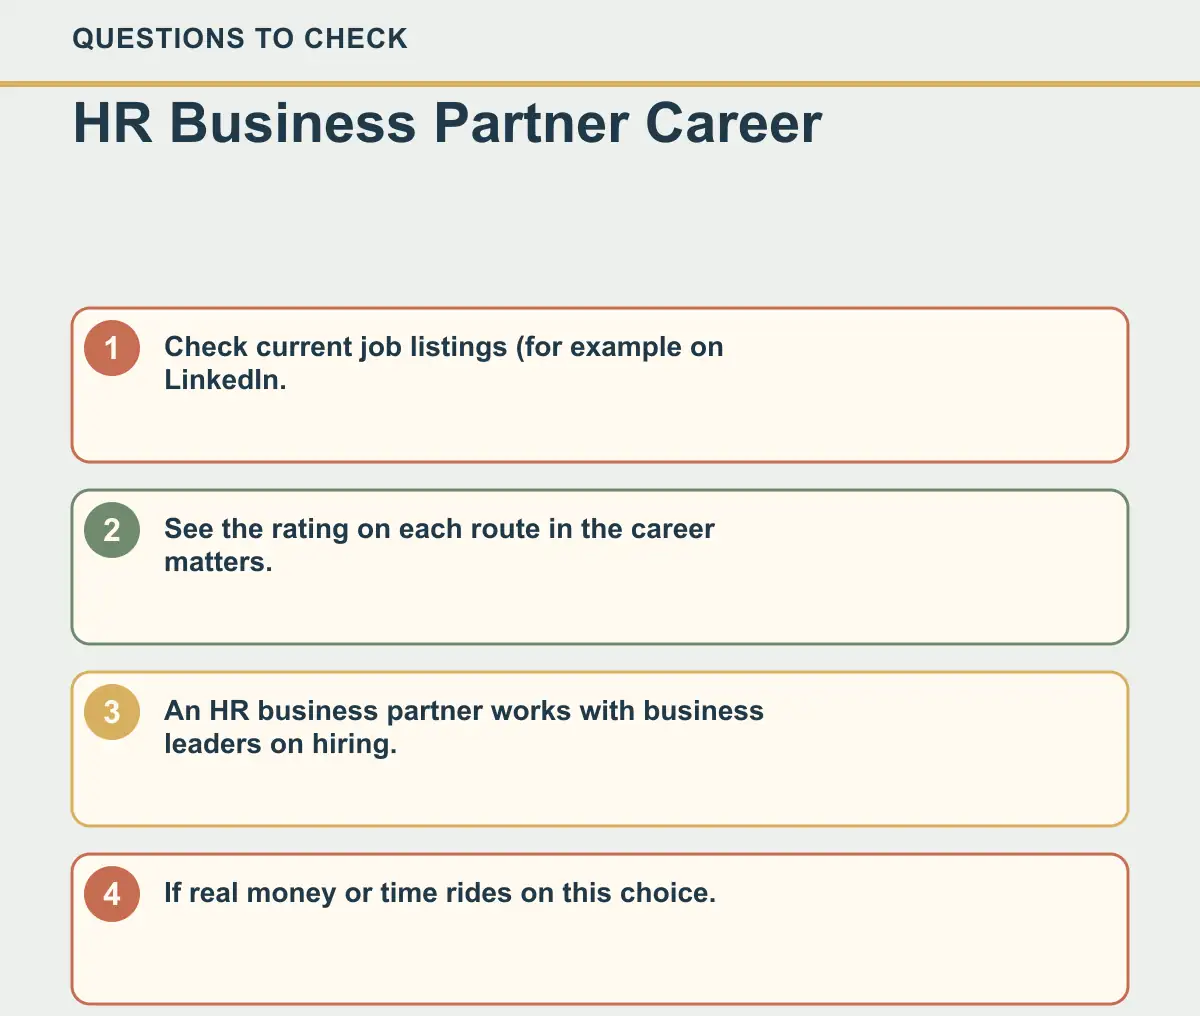 QUESTIONS TO CHECK
HR Business Partner Career
1
Check current job listings (for example on
LinkedIn.
2
See the rating on each route in the career
matters.
3
An HR business partner works with business
leaders on hiring.
4
If real money or time rides on this choice.